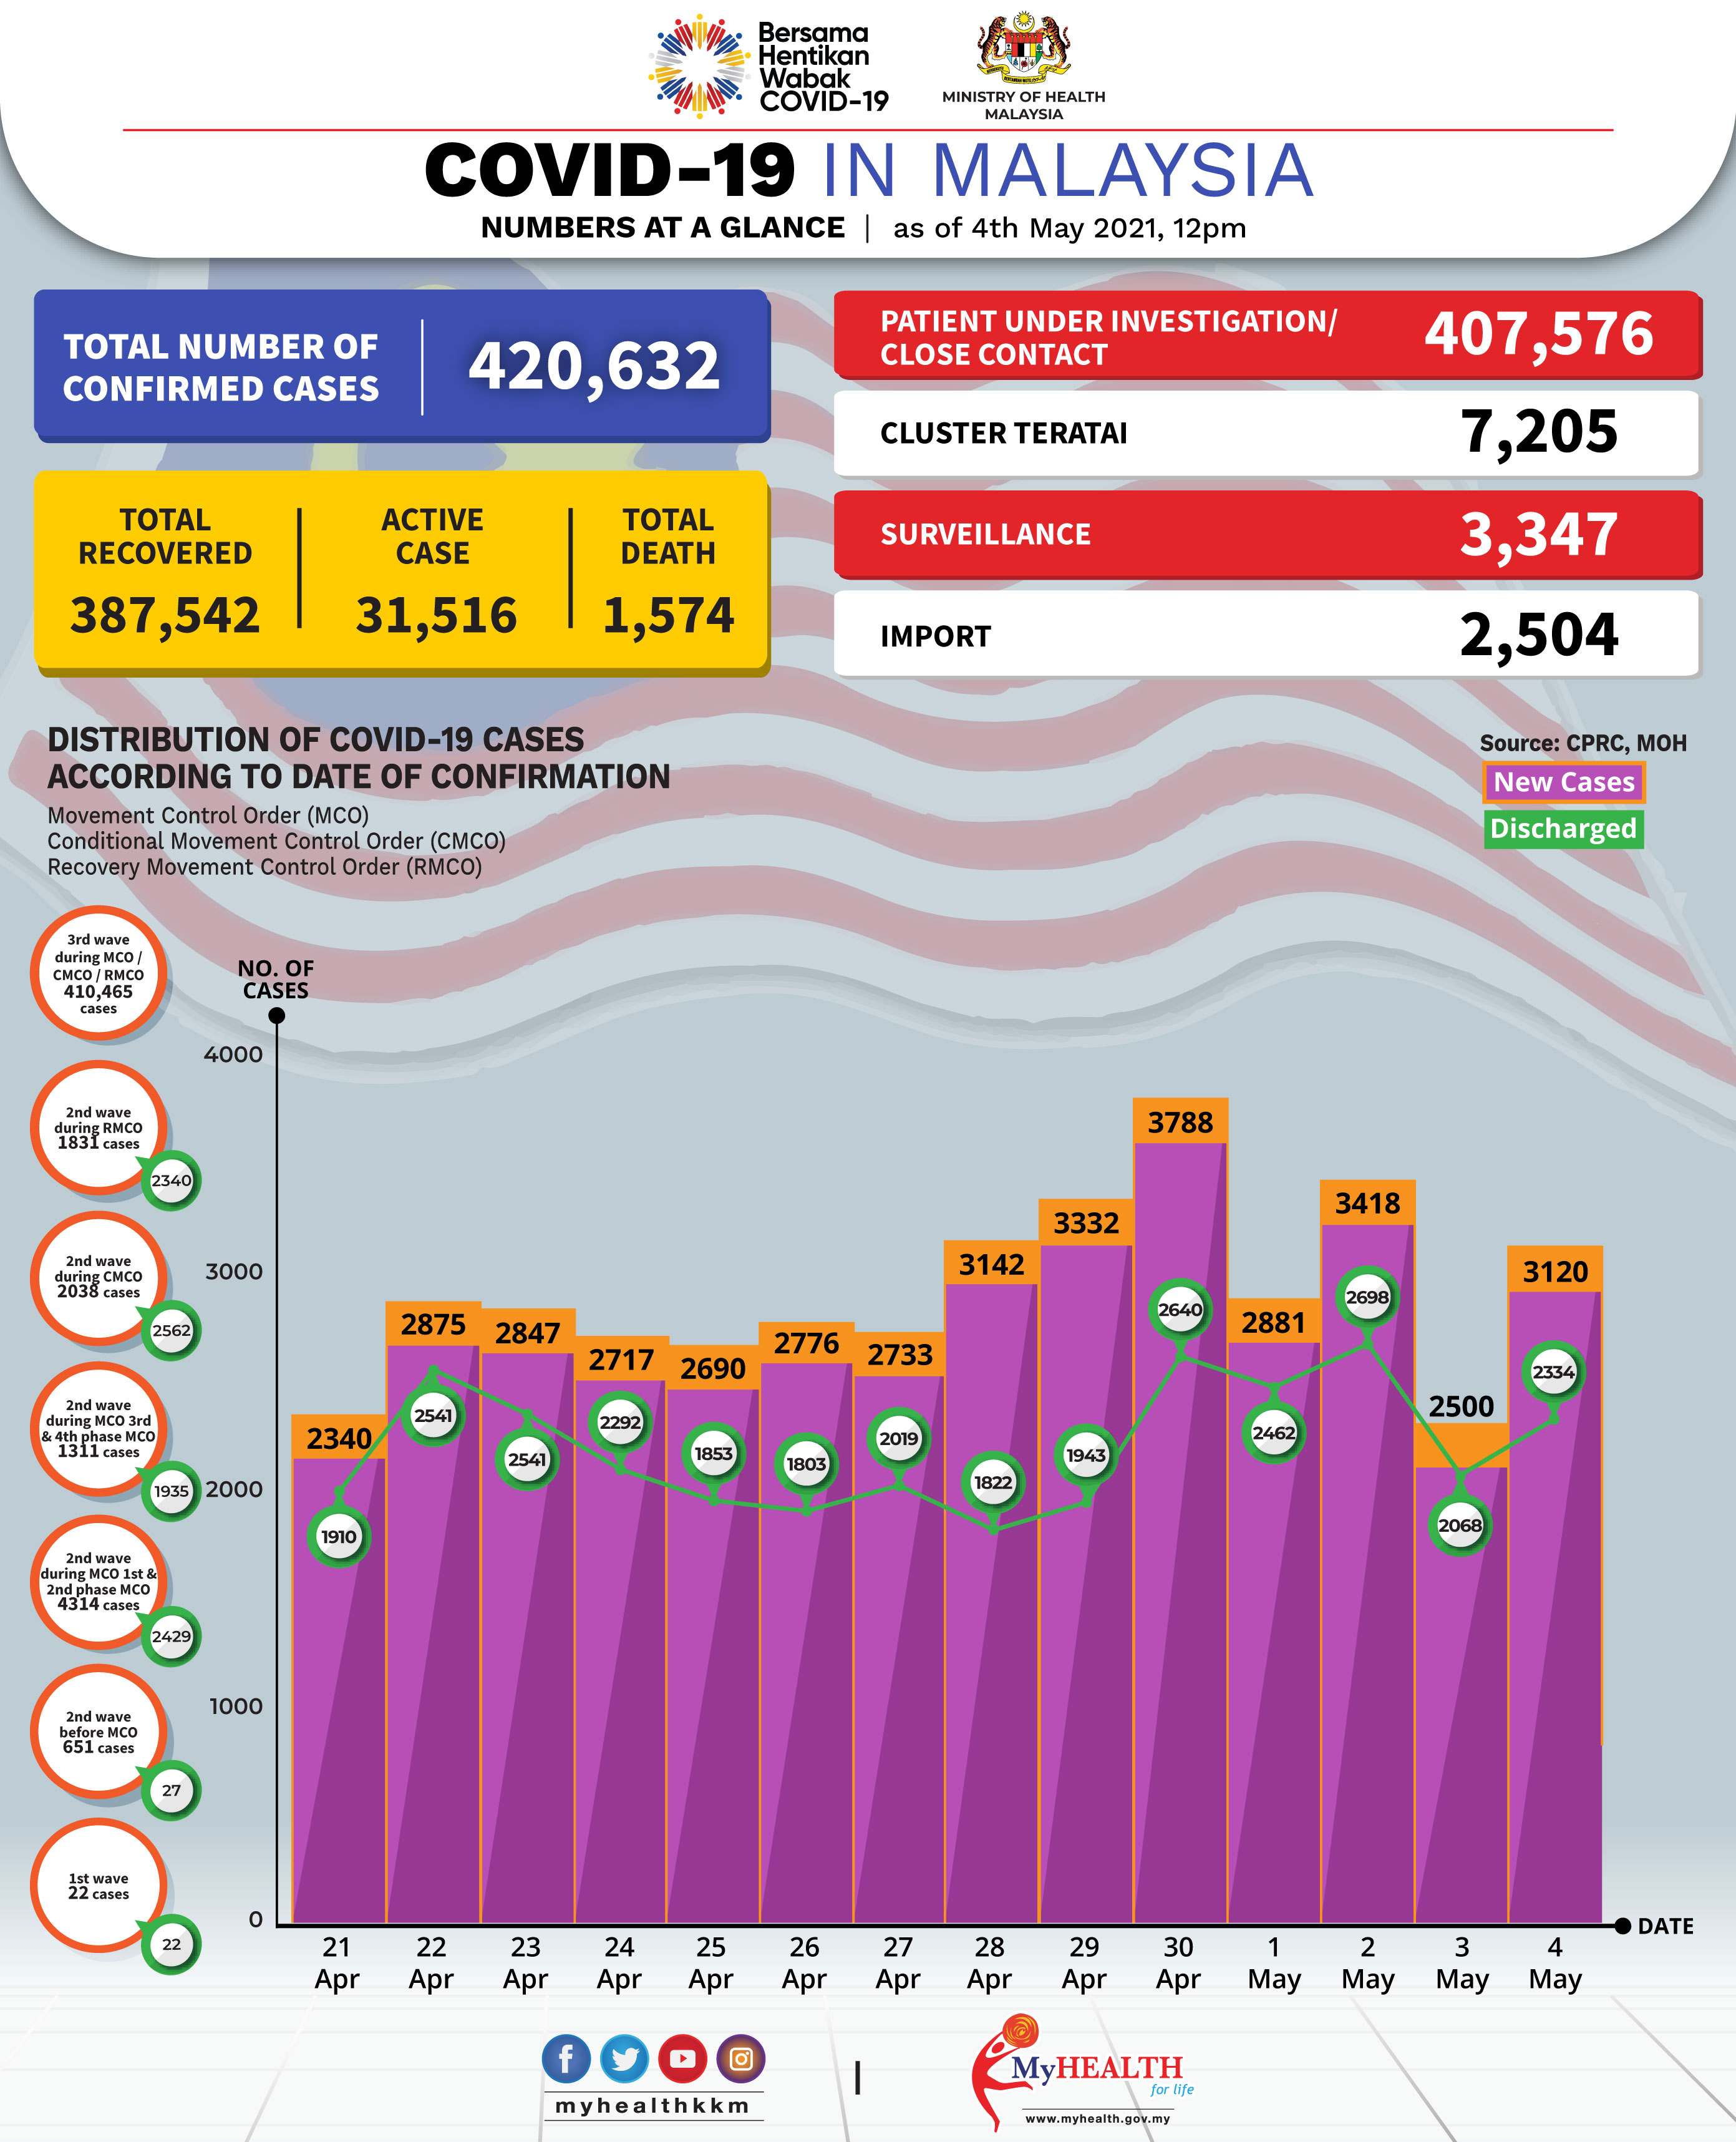 Bersama
Hentikan
Wabak
COVID-19
MINISTRY OF HEALTH
MALAYSIA
COVID-19 IN MALAYSIA
NUMBERS AT A GLANCE | as of 4th May 2021, 12pm
TOTAL NUMBER OF
CONFIRMED CASES
420,632
TOTAL
RECOVERED
387,542
ACTIVE
CASE
31,516
TOTAL
DEATH
1,574
PATIENT UNDER INVESTIGATION/
CLOSE CONTACT
407,576
CLUSTER TERATAI
7,205
SURVEILLANCE
3,347
IMPORT
2,504
DISTRIBUTION OF COVID-19 CASES
ACCORDING TO DATE OF CONFIRMATION
Movement Control Order (MCO)
Conditional Movement Control Order (CMCO)
Recovery Movement Control Order (RMCO)
Source: CPRC, MOH
New Cases
Discharged
3rd wave
during MCO /
CMCO / RMCO
410,465
cases
2nd wave
during RMCO
1831 cases
2340
2nd wave
during CMCO
2038 cases
2562
2nd wave
during MCO 3rd
& 4th phase MCO
1311 cases
1935
2nd wave
during MCO 1st &
2nd phase MCO
4314 cases
2429
2nd wave
before MCO
651 cases
27
1st wave
22 cases
22
NO. OF
CASES
4000
3000
2000
1000
0
2340
2875
2847
2717
2690
2776
2733
3142
3332
3788
2881
3418
2500
3120
1910
2541
2541
2292
1853
1803
2019
1822
1943
2640
2462
2698
2068
2334
21
Apr
22
Apr
23
Apr
24
Apr
25
Apr
26
Apr
27
Apr
28
Apr
29
Apr
30
Apr
1
May
2
May
3
May
4
May
DATE
myhealthkkm
MyHEALTH
for life
www.myhealth.gov.my